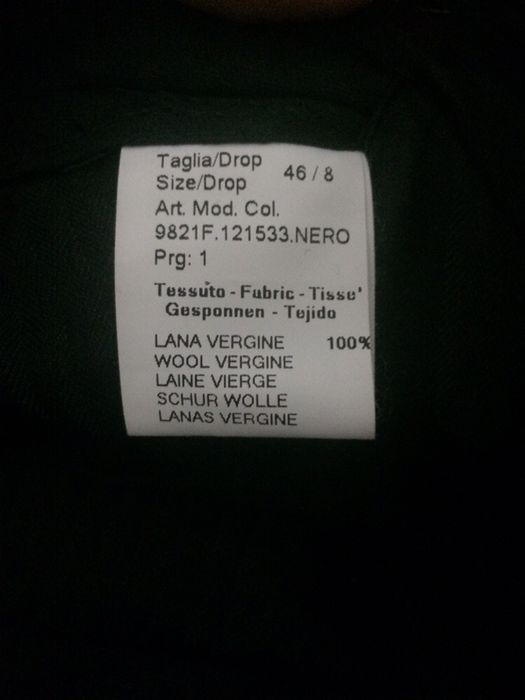 Taglia/Drop 46 / 8
Size/Drop
Art. Mod. Col.
9821F.121533.NERO
Prg: 1
Tessuto - Fabric - Tisse'
Gesponnen - Tejido
LANA VERGINE 100%
WOOL VERGINE
LAINE VIERGE
SCHUR WOLLE
LANAS VERGINE